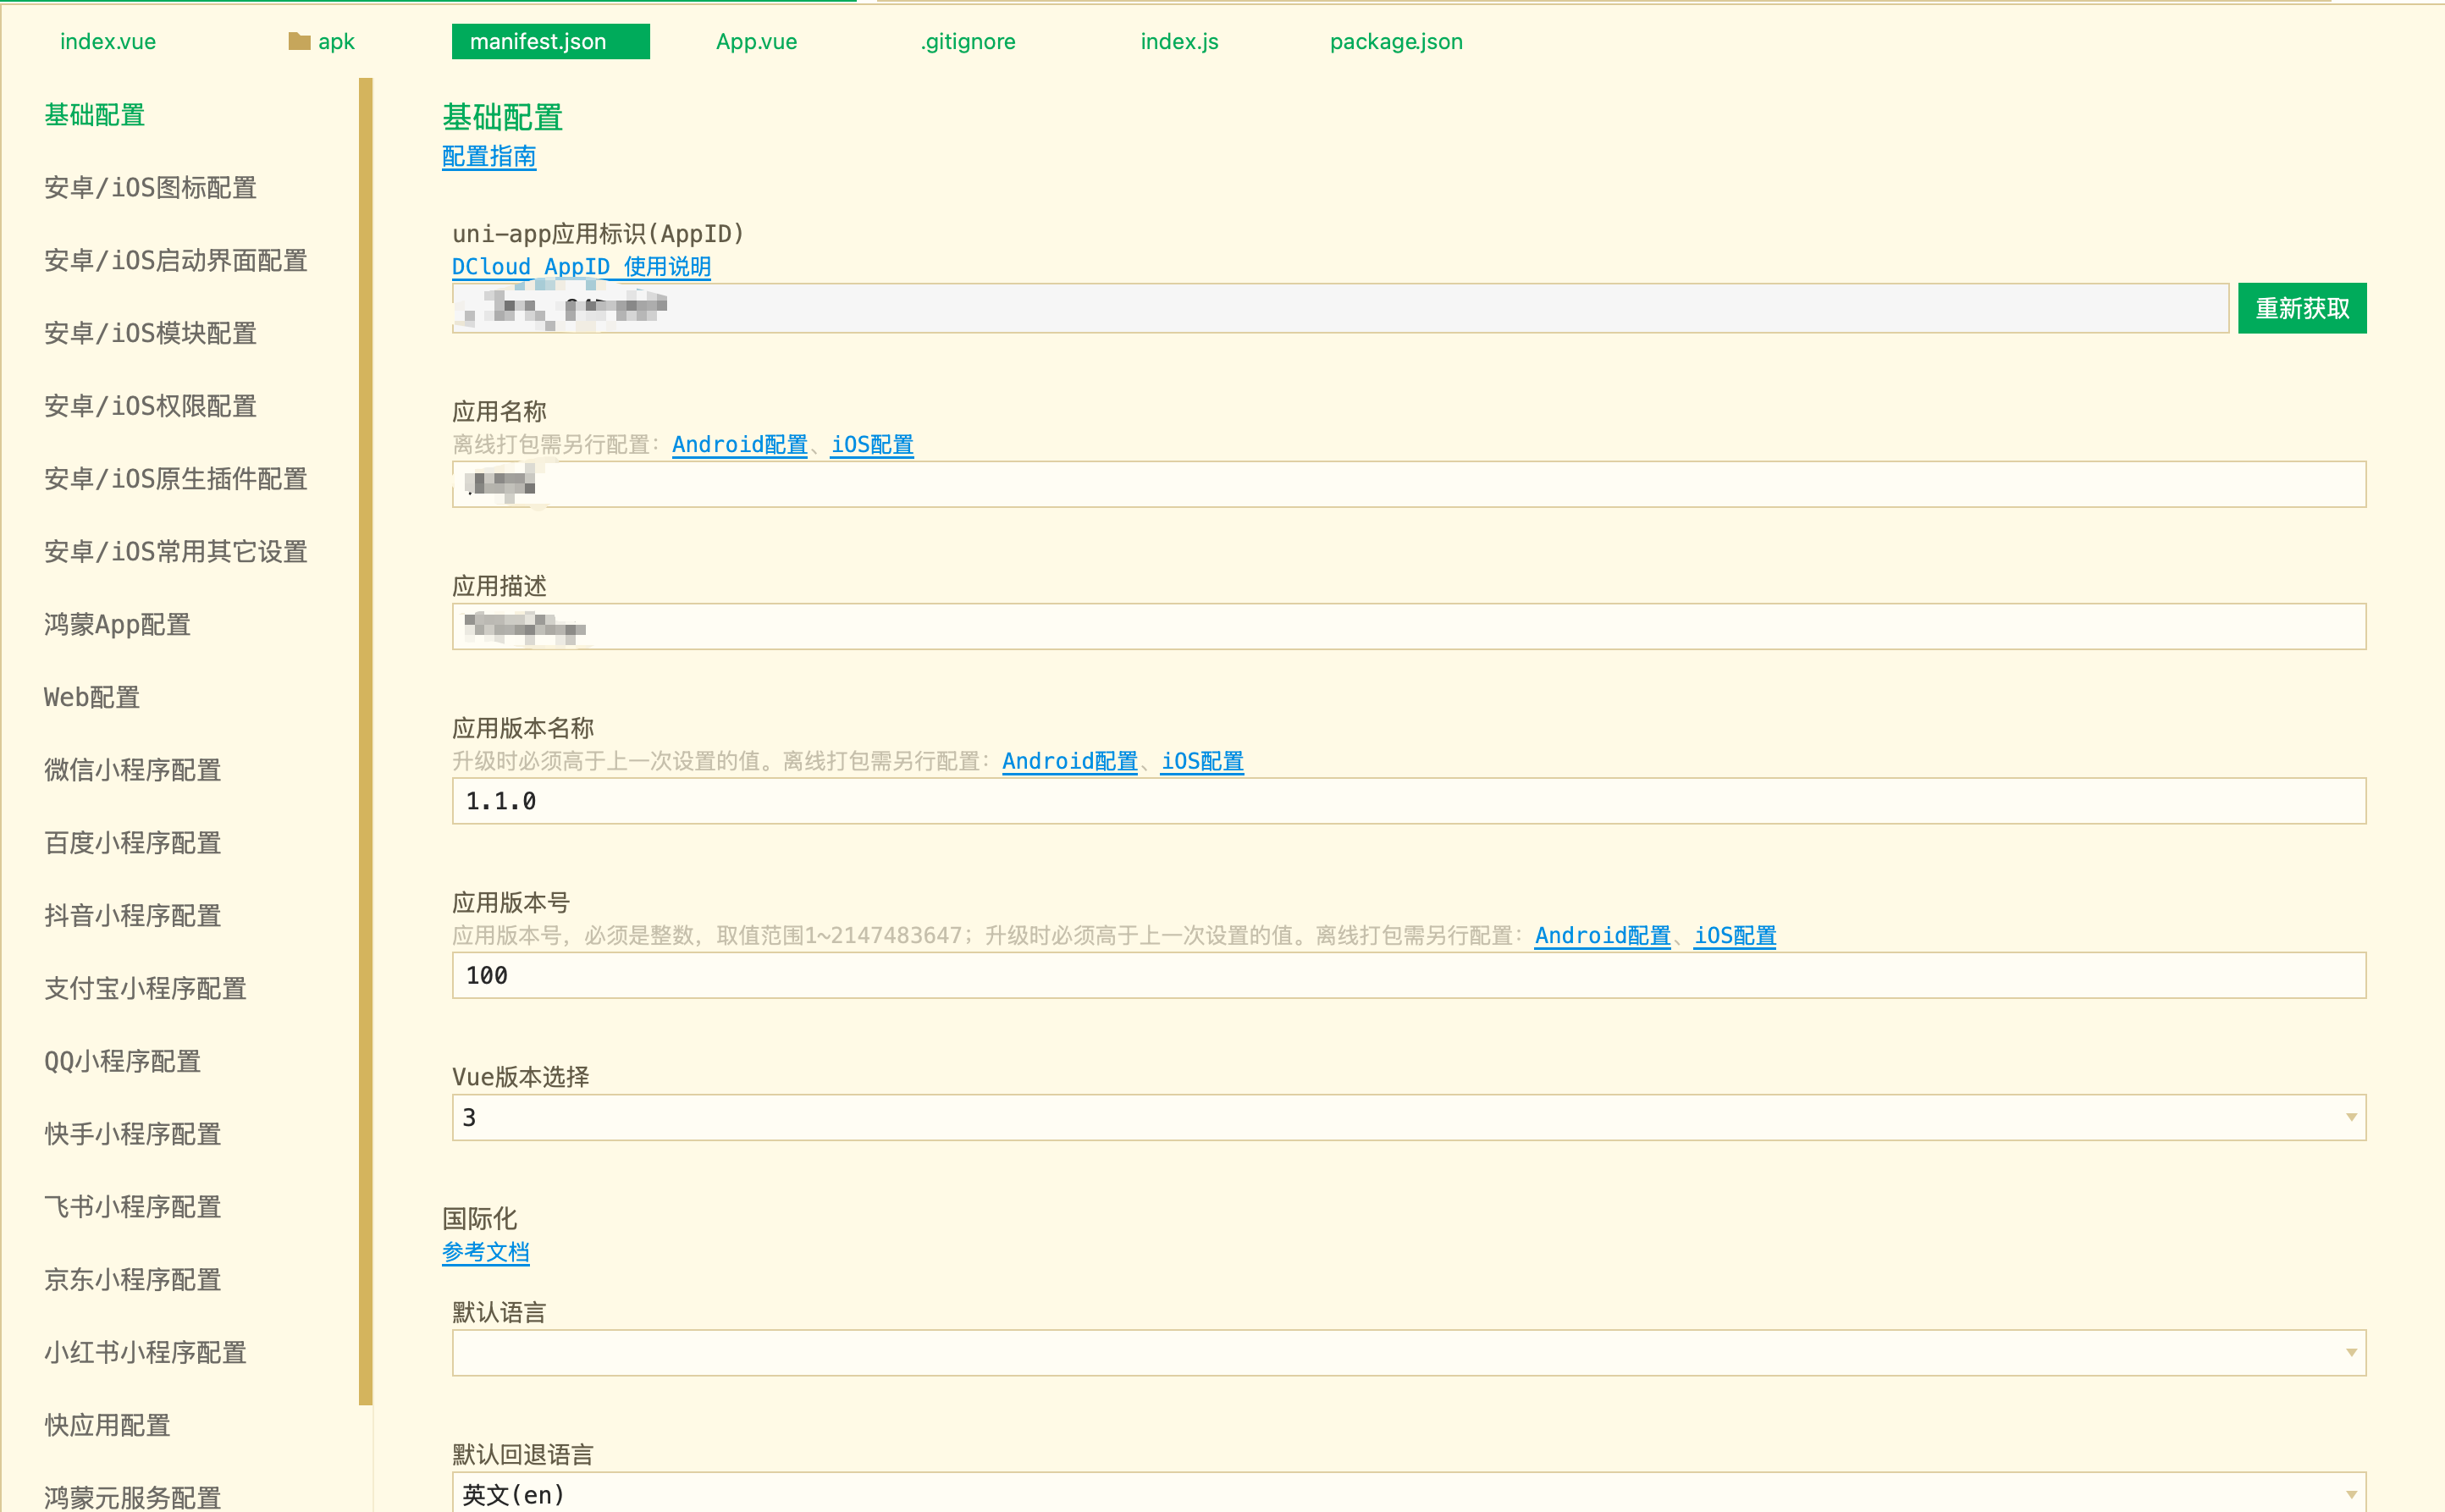 index.vue
apk
manifest.json
App.vue
.gitignore
index.js
package.json
基础配置
安卓/iOS图标配置
安卓/iOS启动界面配置
安卓/iOS模块配置
安卓/iOS权限配置
安卓/iOS原生插件配置
安卓/iOS常用其它设置
鸿蒙App配置
Web配置
微信小程序配置
百度小程序配置
抖音小程序配置
支付宝小程序配置
QQ小程序配置
快手小程序配置
飞书小程序配置
京东小程序配置
小红书小程序配置
快应用配置
鸿蒙元服务配置
基础配置
配置指南
uni-app应用标识(AppID)
DCloud AppID 使用说明
重新获取
应用名称
离线打包需另行配置：Android配置、iOS配置
应用描述
应用版本名称
升级时必须高于上一次设置的值。离线打包需另行配置：Android配置、iOS配置
1.1.0
应用版本号
应用版本号，必须是整数，取值范围1~2147483647；升级时必须高于上一次设置的值。离线打包需另行配置：Android配置、iOS配置
100
Vue版本选择
3
国际化
参考文档
默认语言
默认回退语言
英文(en)